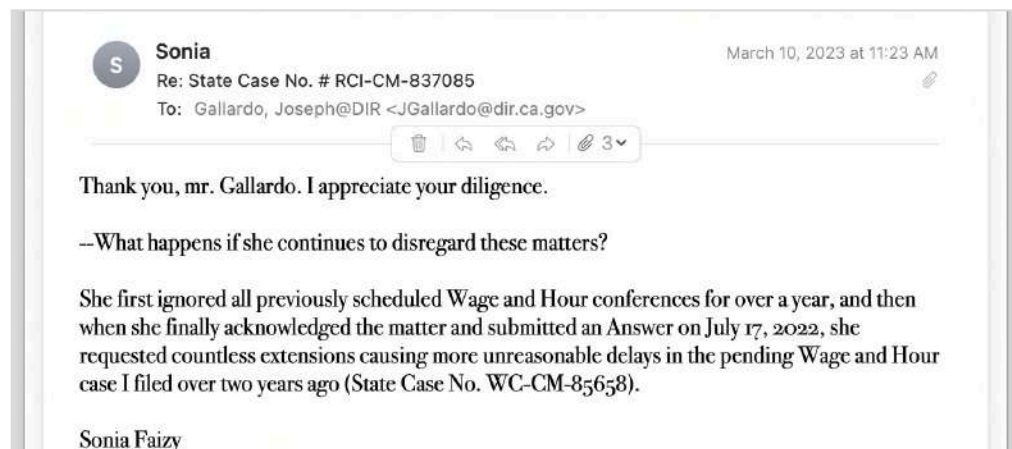 S
Sonia
March 10, 2023 at 11:23 AM
Re: State Case No. # RCI-CM-837085
To: Gallardo, Joseph@DIR <JGallardo@dir.ca.gov>
3
Thank you, mr. Gallardo. I appreciate your diligence.
--What happens if she continues to disregard these matters?
She first ignored all previously scheduled Wage and Hour conferences for over a year, and then
when she finally acknowledged the matter and submitted an Answer on July 17, 2022, she
requested countless extensions causing more unreasonable delays in the pending Wage and Hour
case I filed over two years ago (State Case No. WC-CM-85658).
Sonia Faizy